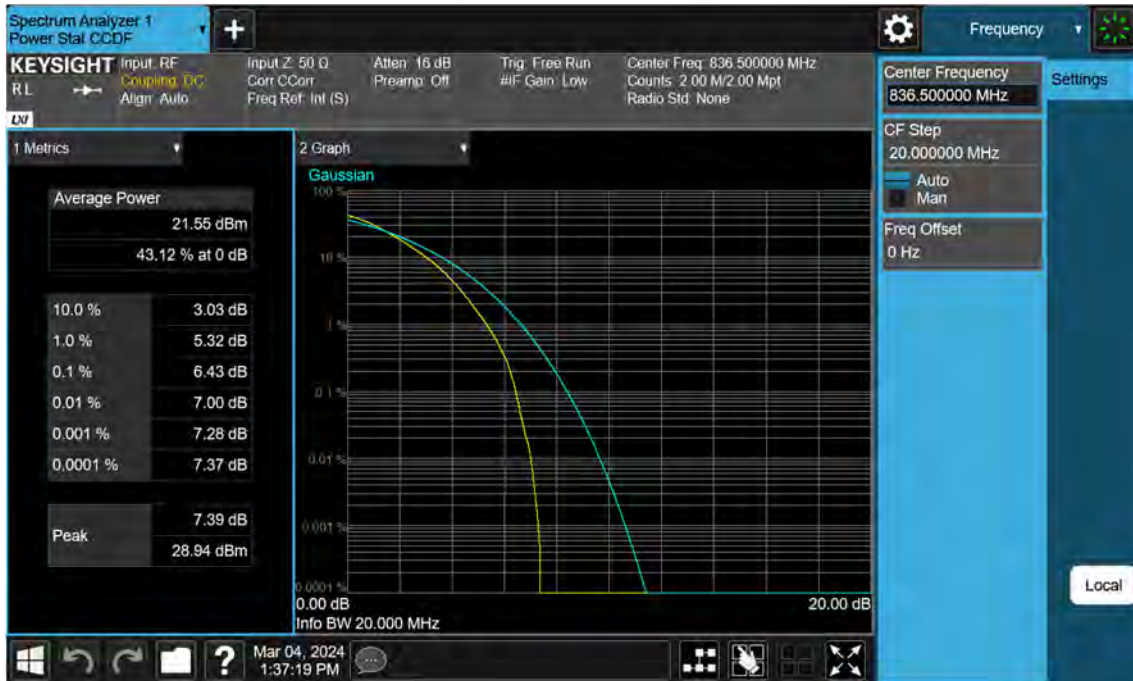 Spectrum Analyzer 1
Power Stat CCDF
Frequency
KEYSIGHT
RL
LXI
Input: RF
Coupling: DC
Align: Auto
Input Z: 50 Ω
Corr CCorr
Freq Ref: Int (S)
Atten: 16 dB
Preamp: Off
Trig: Free Run
#IF Gain: Low
Center Freq: 836.500000 MHz
Counts: 2.00 M/2.00 Mpt
Radio Std: None
Center Frequency
836.500000 MHz
Settings
CF Step
20.000000 MHz
Auto
Man
Freq Offset
0 Hz
Local
1 Metrics
Average Power
21.55 dBm
43.12 % at 0 dB
10.0 % 3.03 dB
1.0 % 5.32 dB
0.1 % 6.43 dB
0.01 % 7.00 dB
0.001 % 7.28 dB
0.0001 % 7.37 dB
Peak
7.39 dB
28.94 dBm
2 Graph
Gaussian
100 %
10 %
1 %
0.1 %
0.01 %
0.001 %
0.0001 %
0.00 dB 20.00 dB
Info BW 20.000 MHz
Mar 04, 2024
1:37:19 PM